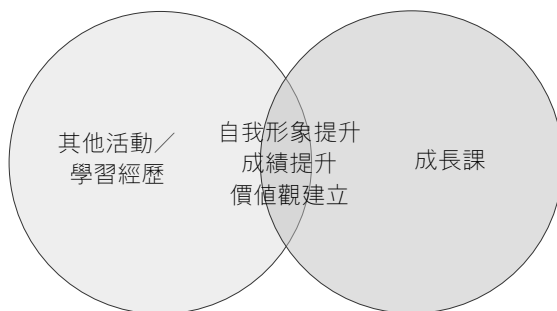 其他活動／
學習經歷
自我形象提升
成績提升
價值觀建立
成長課